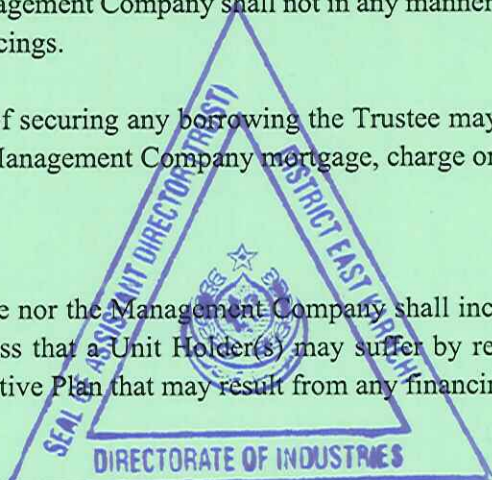 agement Company shall not in any manner
cings.
of securing any borrowing the Trustee may
Management Company mortgage, charge or
e nor the Management Company shall inc
ss that a Unit Holder(s) may suffer by re
tive Plan that may result from any financin
SEAL OF ASSISTANT DIRECTOR (TRUST)
DISTRICT EAST KARACHI
DIRECTORATE OF INDUSTRIES